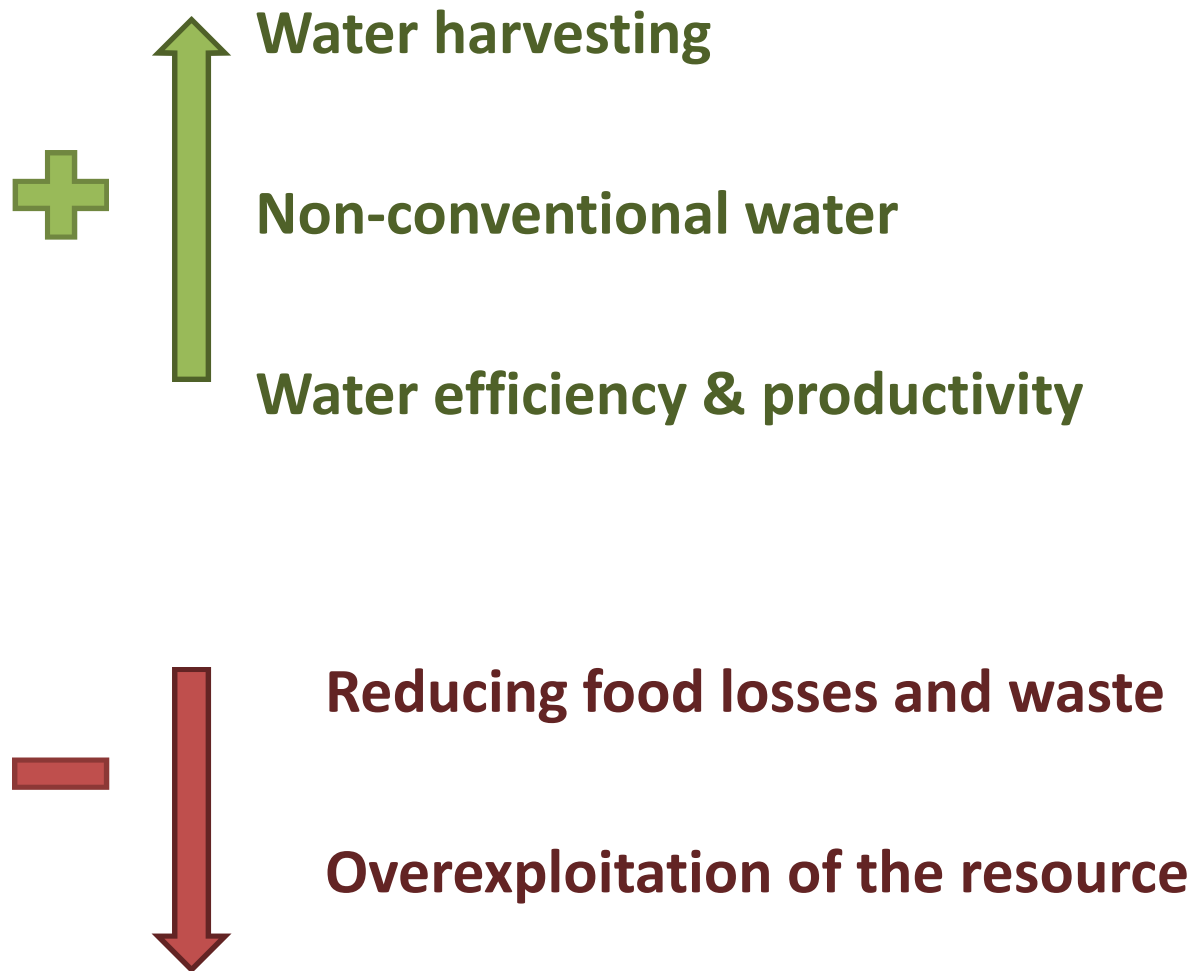 Water harvesting
Non-conventional water
Water efficiency & productivity
Reducing food losses and waste
Overexploitation of the resource